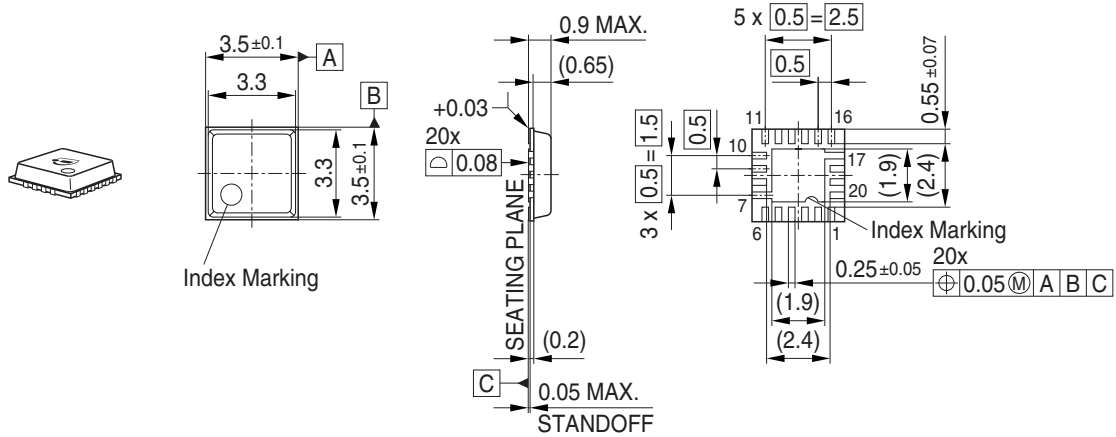 3.5 ±0.1
A
3.3
B
3.3
3.5 ±0.1
Index Marking
0.9 MAX.
(0.65)
+0.03
20x
⌓ 0.08
SEATING PLANE
(0.2)
C
0.05 MAX.
STANDOFF
5 x 0.5 = 2.5
0.5
0.55 ±0.07
11
16
10
17
3 x 0.5 = 1.5
0.5
(1.9)
(2.4)
7
20
6
1
Index Marking
0.25 ±0.05
20x
⌖ 0.05 Ⓜ A B C
(1.9)
(2.4)